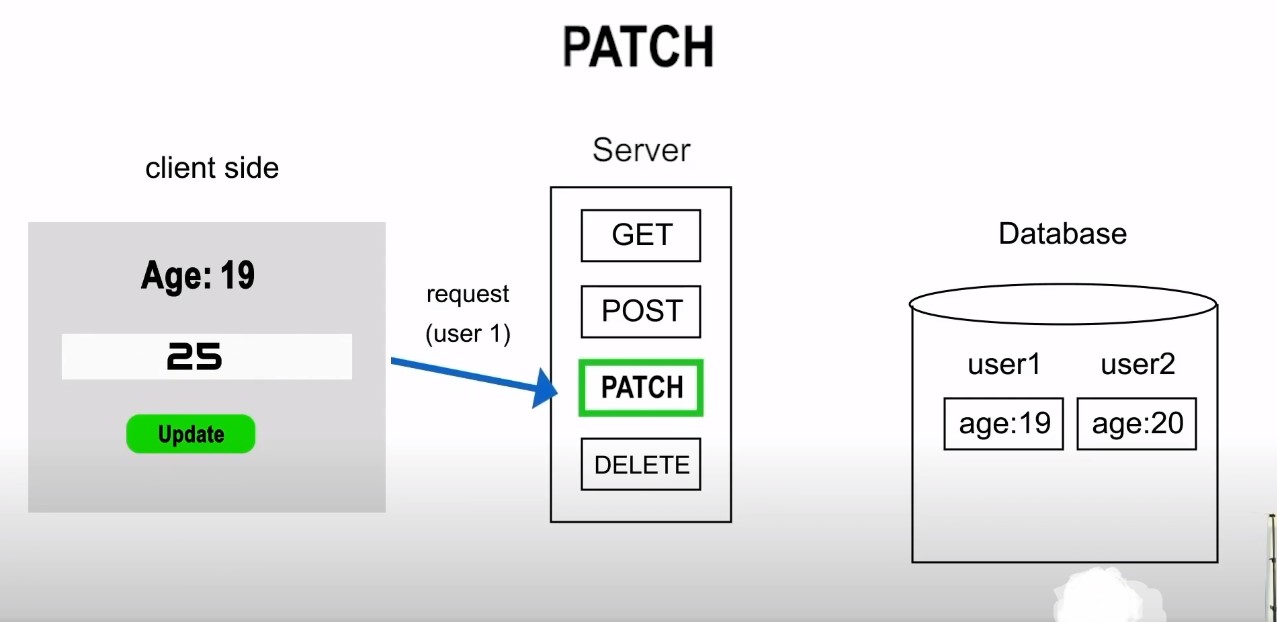 PATCH
client side
Age: 19
25
Update
request
(user 1)
Server
GET
POST
PATCH
DELETE
Database
user1 user2
age:19 age:20